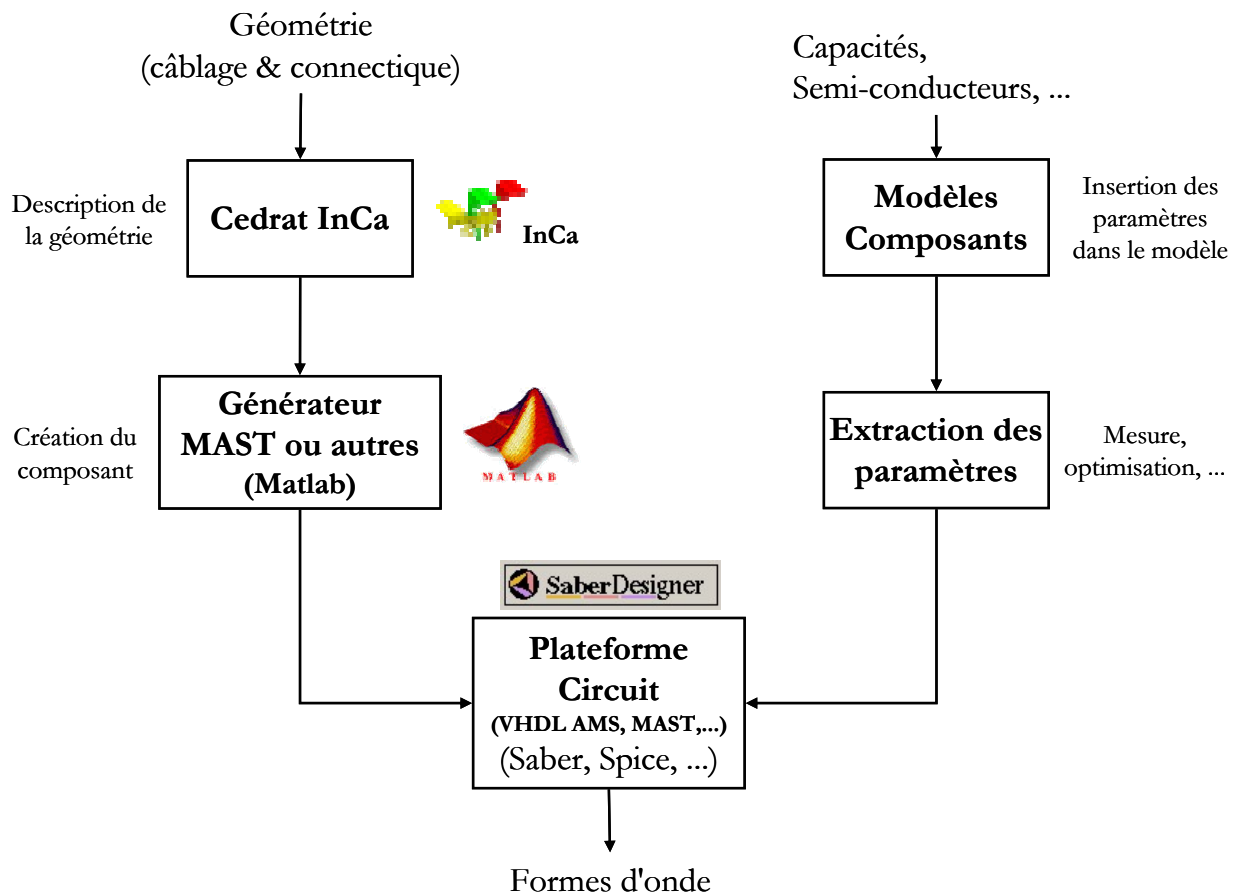 Géométrie
(câblage & connectique)
Description de
la géométrie
Cedrat InCa
InCa
Générateur
MAST ou autres
(Matlab)
Création du
composant
MATLAB
Capacités,
Semi-conducteurs, ...
Modèles
Composants
Insertion des
paramètres
dans le modèle
Extraction des
paramètres
Mesure,
optimisation, ...
SaberDesigner
Plateforme
Circuit
(VHDL AMS, MAST,...)
(Saber, Spice, ...)
Formes d'onde